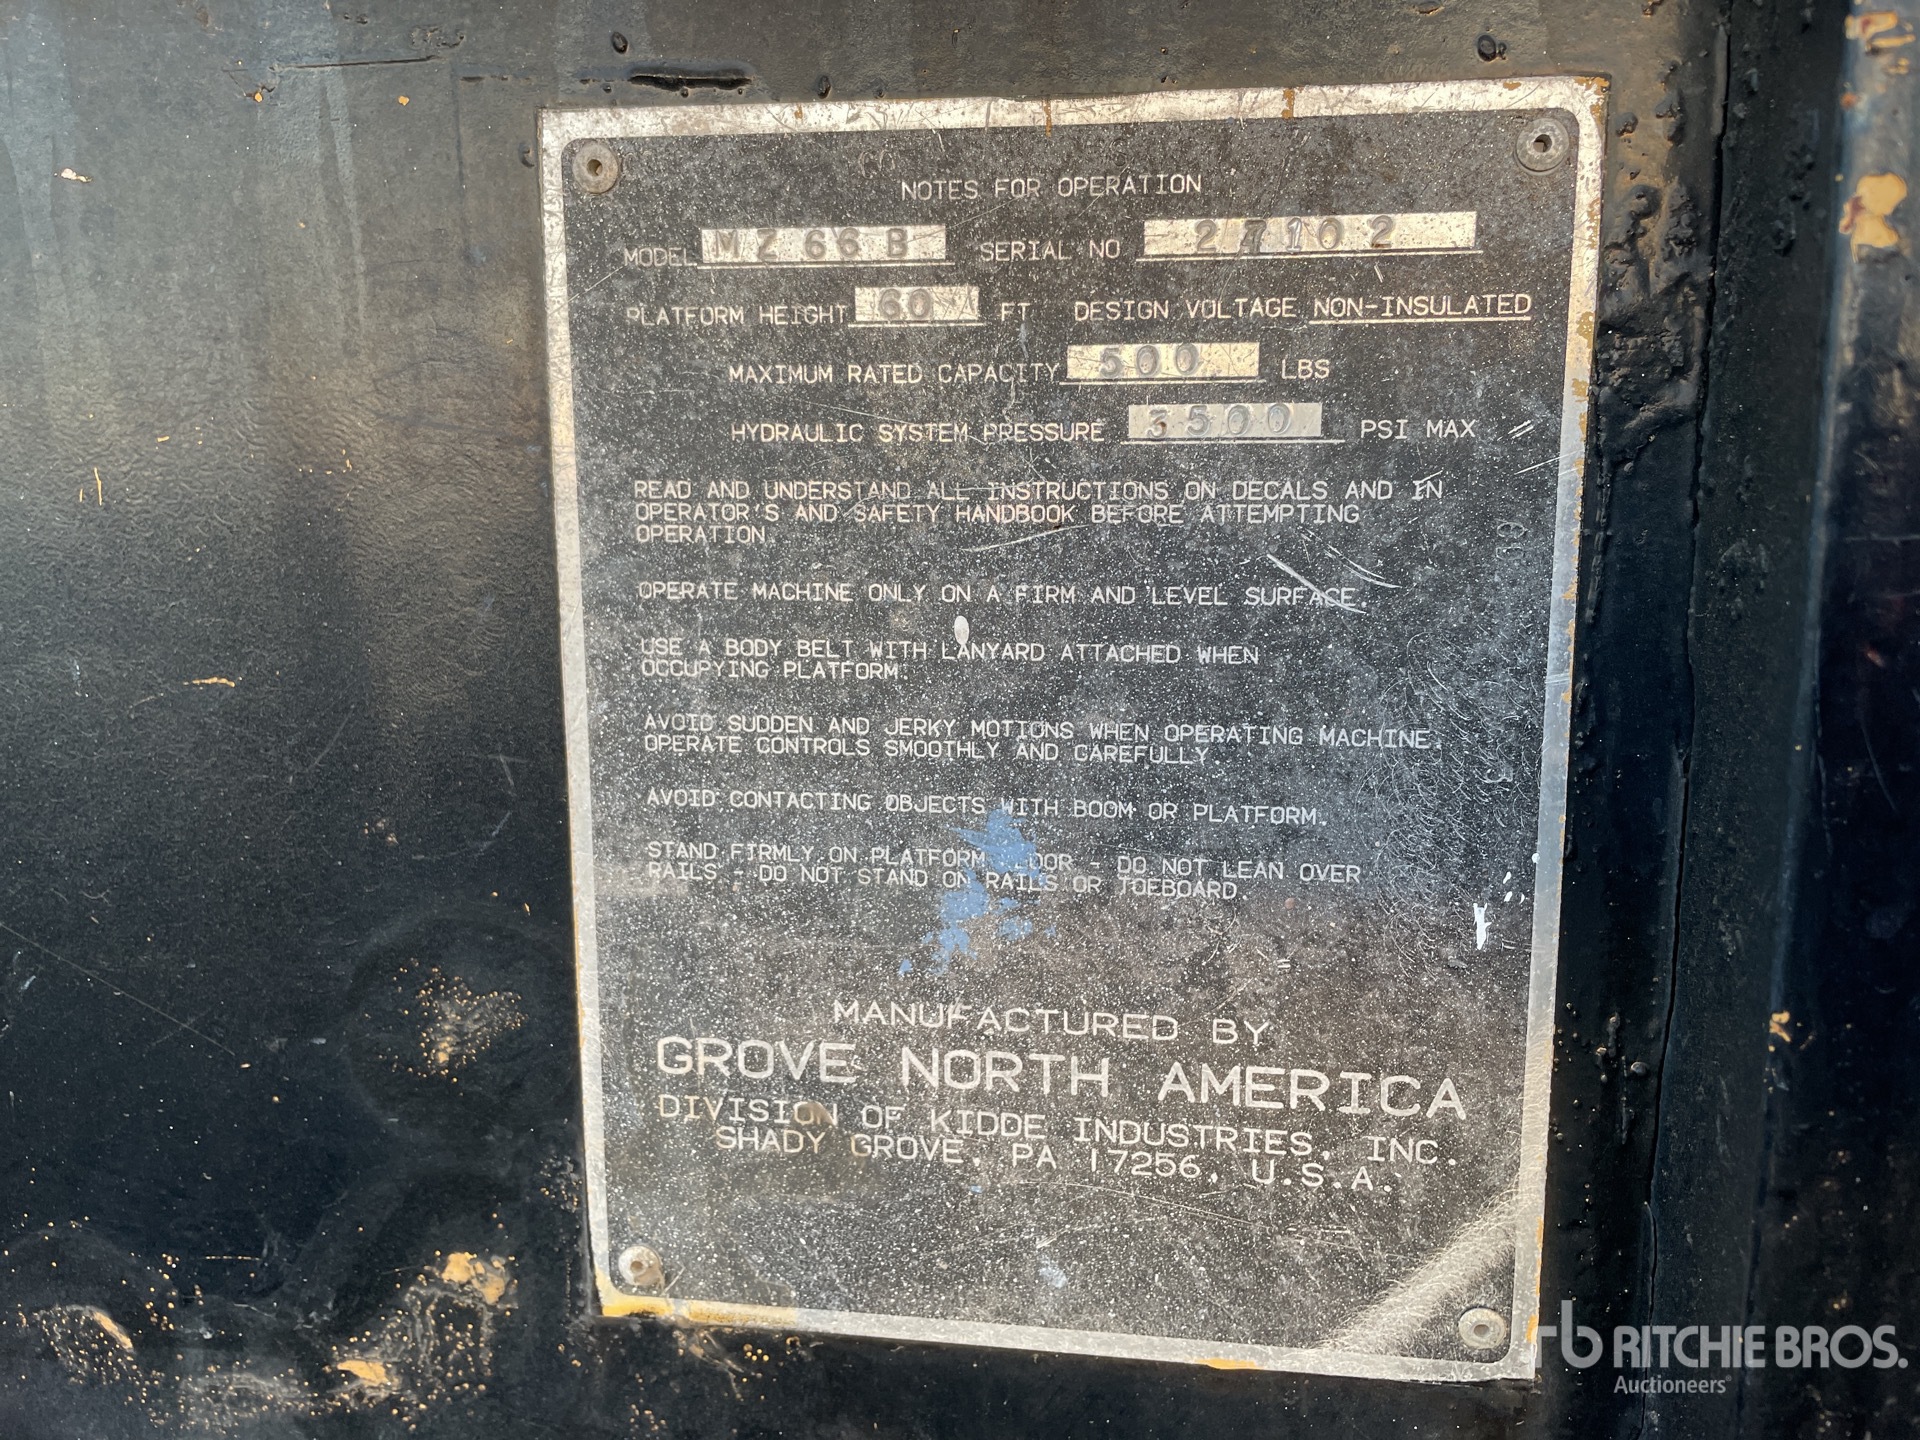 NOTES FOR OPERATION
MODEL MZ66B SERIAL NO 27102
PLATFORM HEIGHT 60 FT DESIGN VOLTAGE NON-INSULATED
MAXIMUM RATED CAPACITY 500 LBS
HYDRAULIC SYSTEM PRESSURE 3500 PSI MAX
READ AND UNDERSTAND ALL INSTRUCTIONS ON DECALS AND IN
OPERATOR'S AND SAFETY HANDBOOK BEFORE ATTEMPTING
OPERATION.
OPERATE MACHINE ONLY ON A FIRM AND LEVEL SURFACE.
USE A BODY BELT WITH LANYARD ATTACHED WHEN
OCCUPYING PLATFORM.
AVOID SUDDEN AND JERKY MOTIONS WHEN OPERATING MACHINE.
OPERATE CONTROLS SMOOTHLY AND CAREFULLY.
AVOID CONTACTING OBJECTS WITH BOOM OR PLATFORM.
STAND FIRMLY ON PLATFORM FLOOR - DO NOT LEAN OVER
RAILS - DO NOT STAND ON RAILS OR TOEBOARD.
MANUFACTURED BY
GROVE NORTH AMERICA
DIVISION OF KIDDE INDUSTRIES, INC.
SHADY GROVE, PA 17256, U.S.A.
rb RITCHIE BROS.
Auctioneers